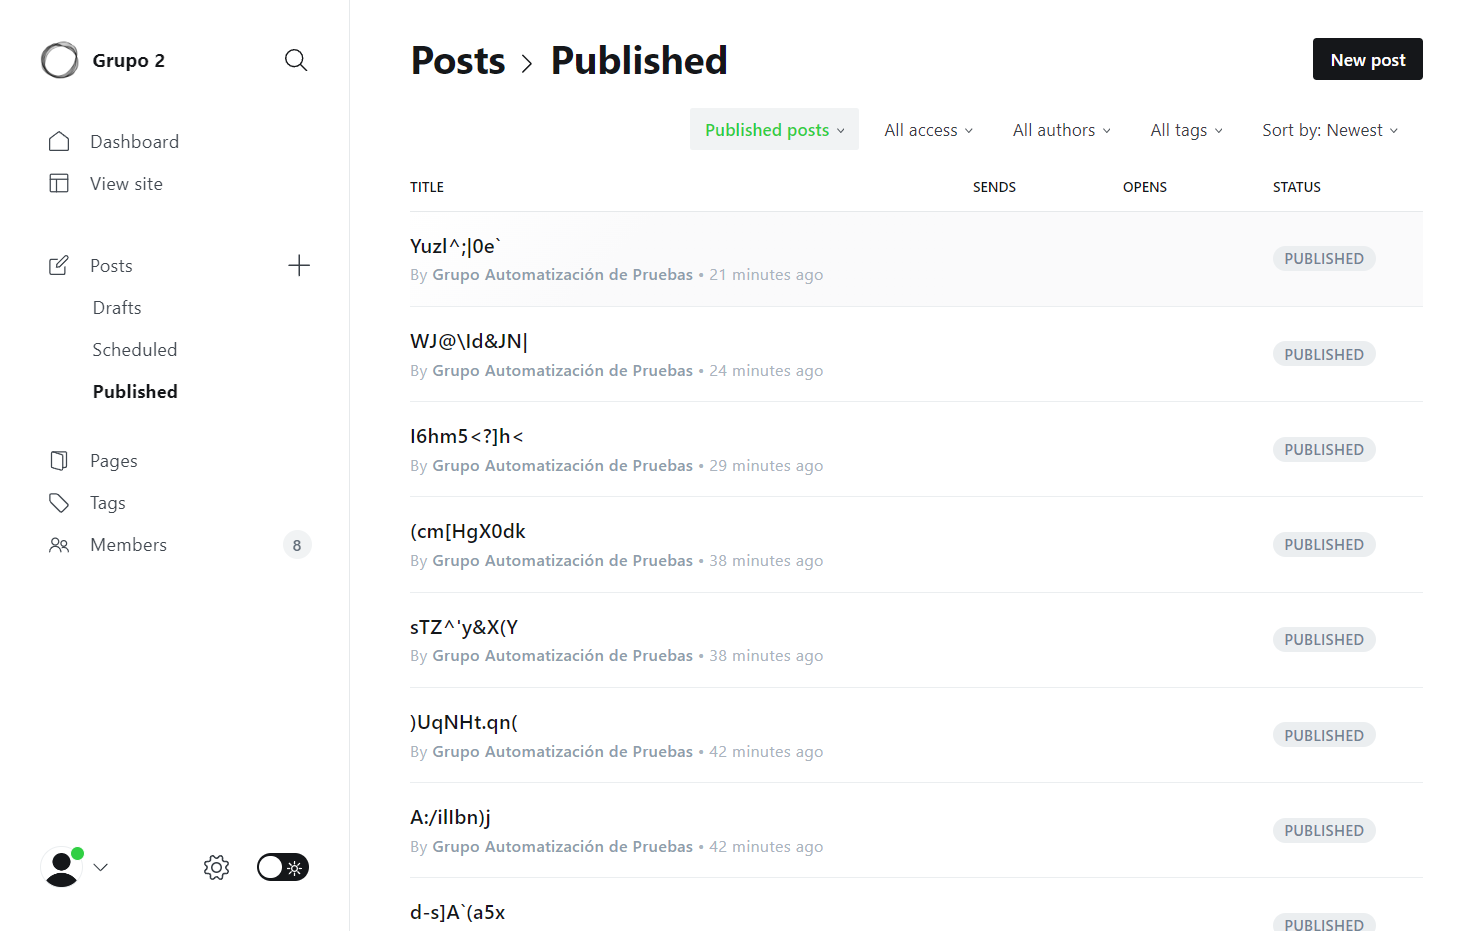 Grupo 2
Dashboard
View site
Posts
Drafts
Scheduled
Published
Pages
Tags
Members 8
Posts > Published
New post
Published posts All access All authors All tags Sort by: Newest
TITLE SENDS OPENS STATUS
Yuzl^;|0e`
By Grupo Automatización de Pruebas • 21 minutes ago
PUBLISHED
WJ@\Id&JN|
By Grupo Automatización de Pruebas • 24 minutes ago
PUBLISHED
I6hm5<?]h<
By Grupo Automatización de Pruebas • 29 minutes ago
PUBLISHED
(cm[HgX0dk
By Grupo Automatización de Pruebas • 38 minutes ago
PUBLISHED
sTZ^'y&X(Y
By Grupo Automatización de Pruebas • 38 minutes ago
PUBLISHED
)UqNHt.qn(
By Grupo Automatización de Pruebas • 42 minutes ago
PUBLISHED
A:/ilIbn)j
By Grupo Automatización de Pruebas • 42 minutes ago
PUBLISHED
d-s]A`(a5x
PUBLISHED